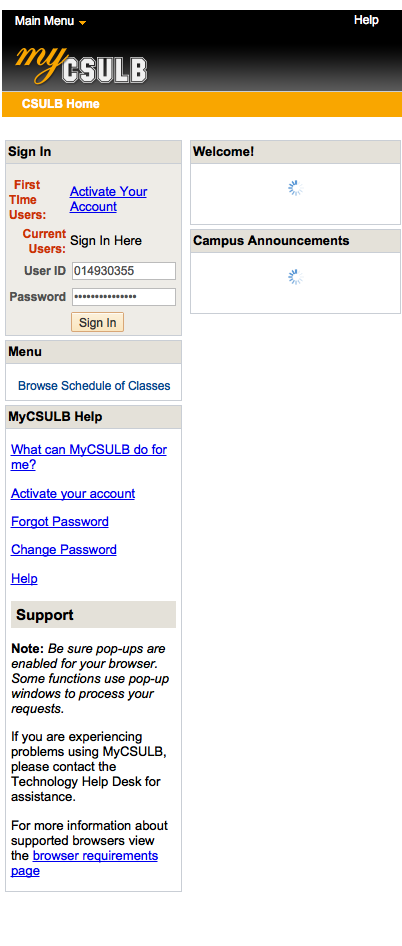 Main Menu
Help
my CSULB
CSULB Home
Sign In
First
TIme
Users:
Activate Your
Account
Current
Users:
Sign In Here
User ID
014930355
Password
•••••••••••••••
Sign In
Menu
Browse Schedule of Classes
MyCSULB Help
What can MyCSULB do for
me?
Activate your account
Forgot Password
Change Password
Help
Support
Note: Be sure pop-ups are
enabled for your browser.
Some functions use pop-up
windows to process your
requests.
If you are experiencing
problems using MyCSULB,
please contact the
Technology Help Desk for
assistance.
For more information about
supported browsers view
the browser requirements
page
Welcome!
Campus Announcements